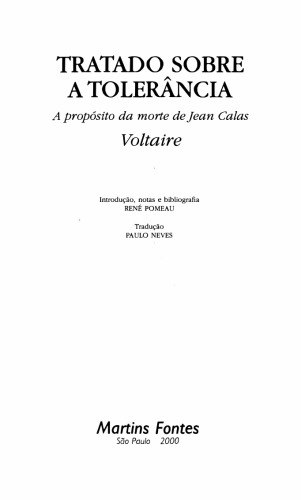 TRATADO SOBRE
A TOLERÂNCIA
A propósito da morte de Jean Calas
Voltaire
Introdução, notas e bibliografia
RENÉ POMEAU
Tradução
PAULO NEVES
Martins Fontes
São Paulo 2000